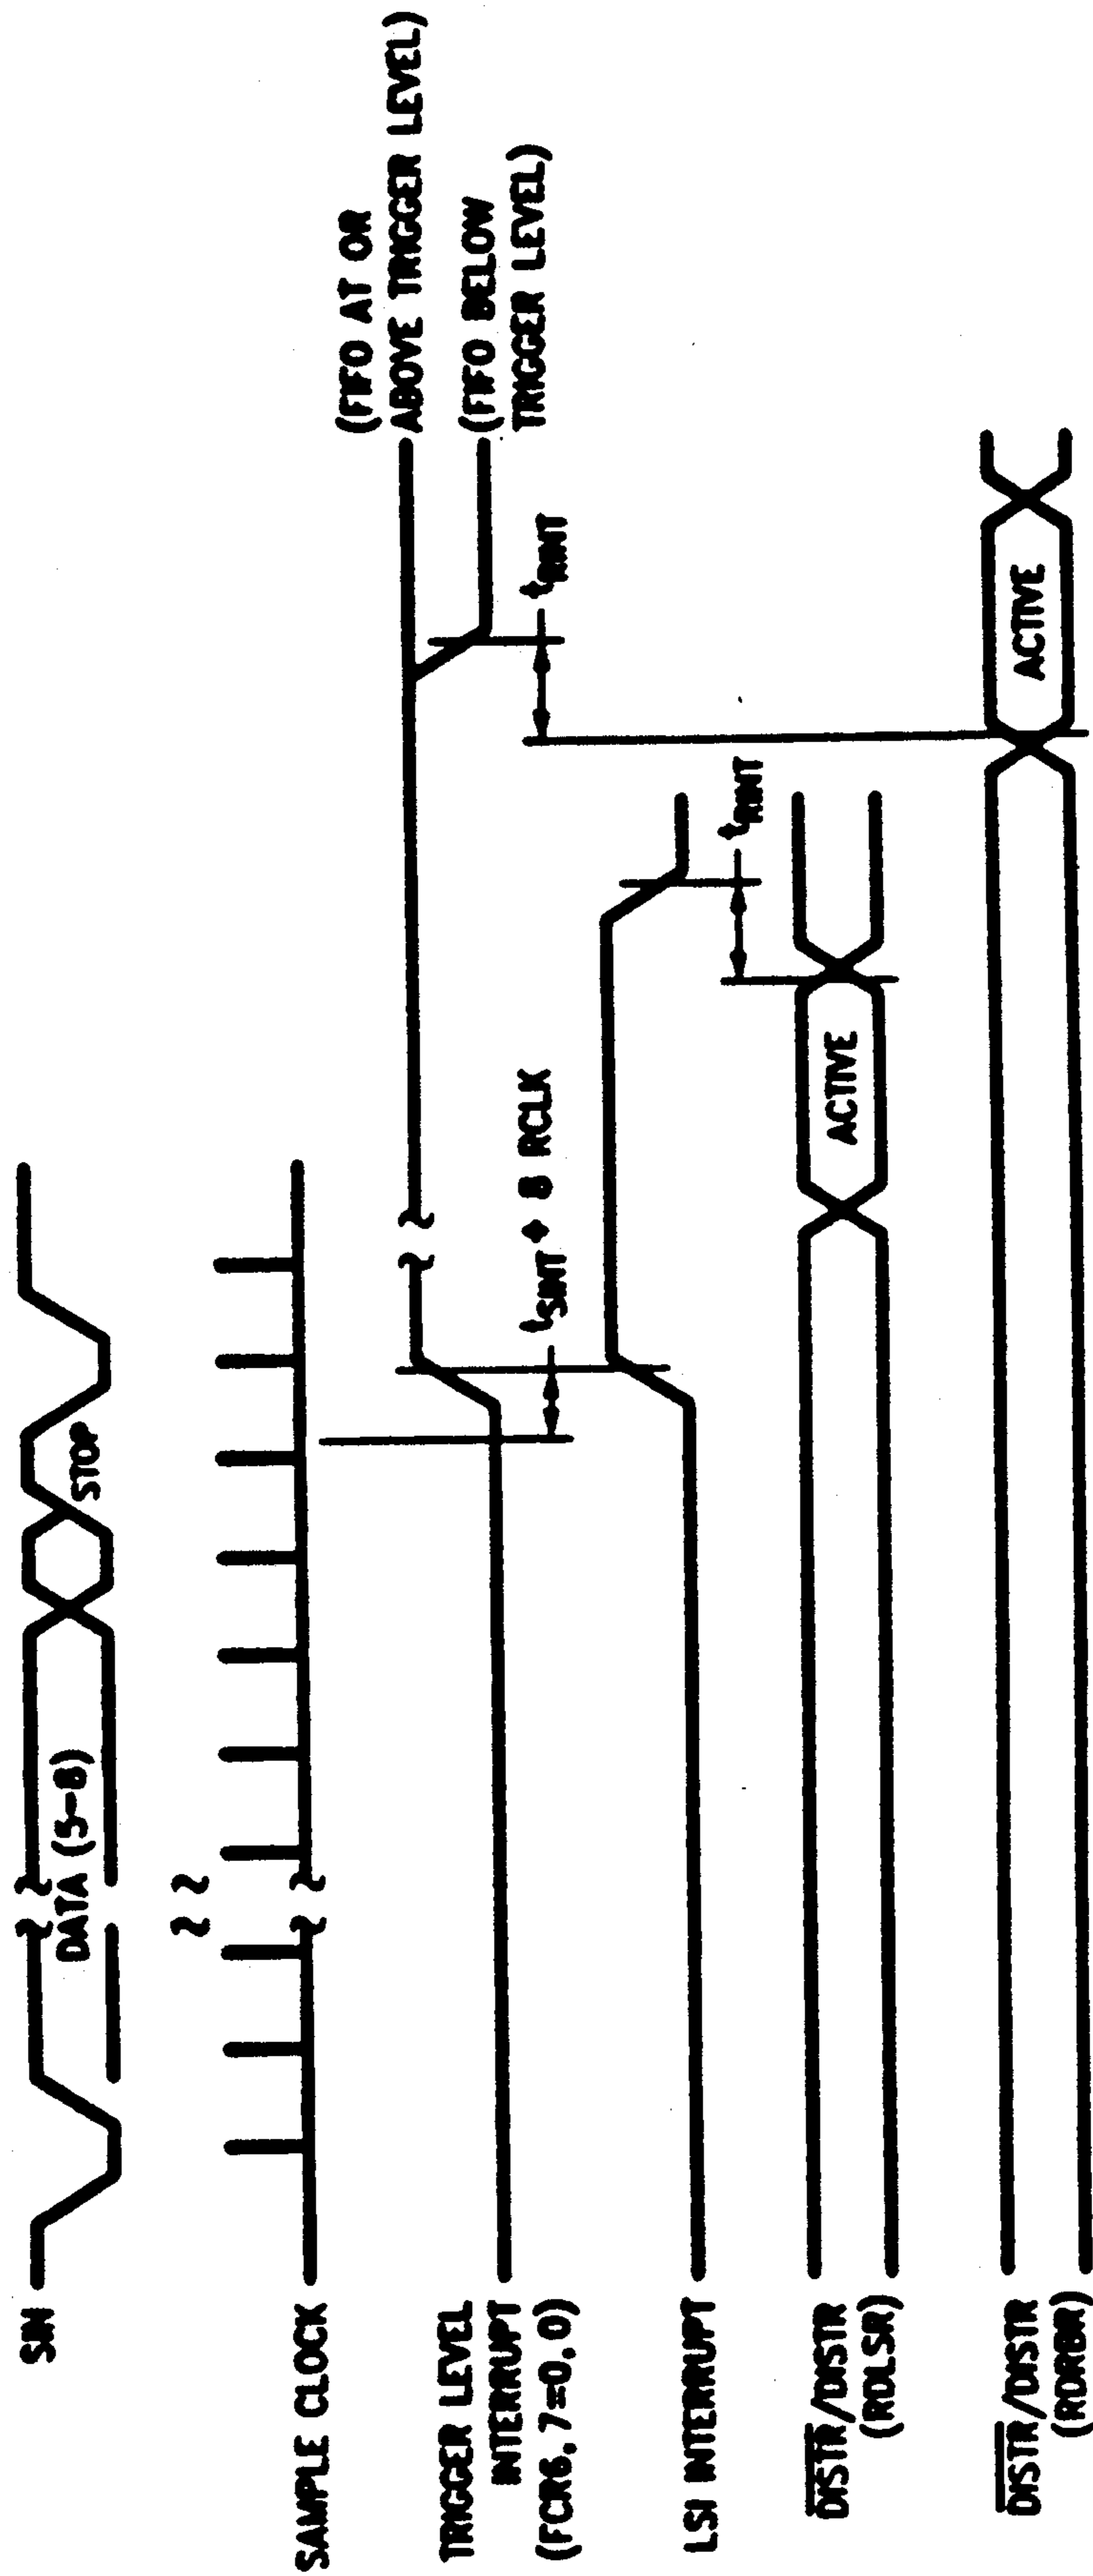 SIN
DATA (5-8)
STOP
SAMPLE CLOCK
TRIGGER LEVEL
INTERRUPT
(FCR6, 7=0, 0)
(FIFO AT OR
ABOVE TRIGGER LEVEL)
(FIFO BELOW
TRIGGER LEVEL)
tSINT + 8 RCLK
tRINT
LSI INTERRUPT
tRINT
DISTR/DISTR
(RDLSR)
ACTIVE
DISTR/DISTR
(RDRBR)
ACTIVE